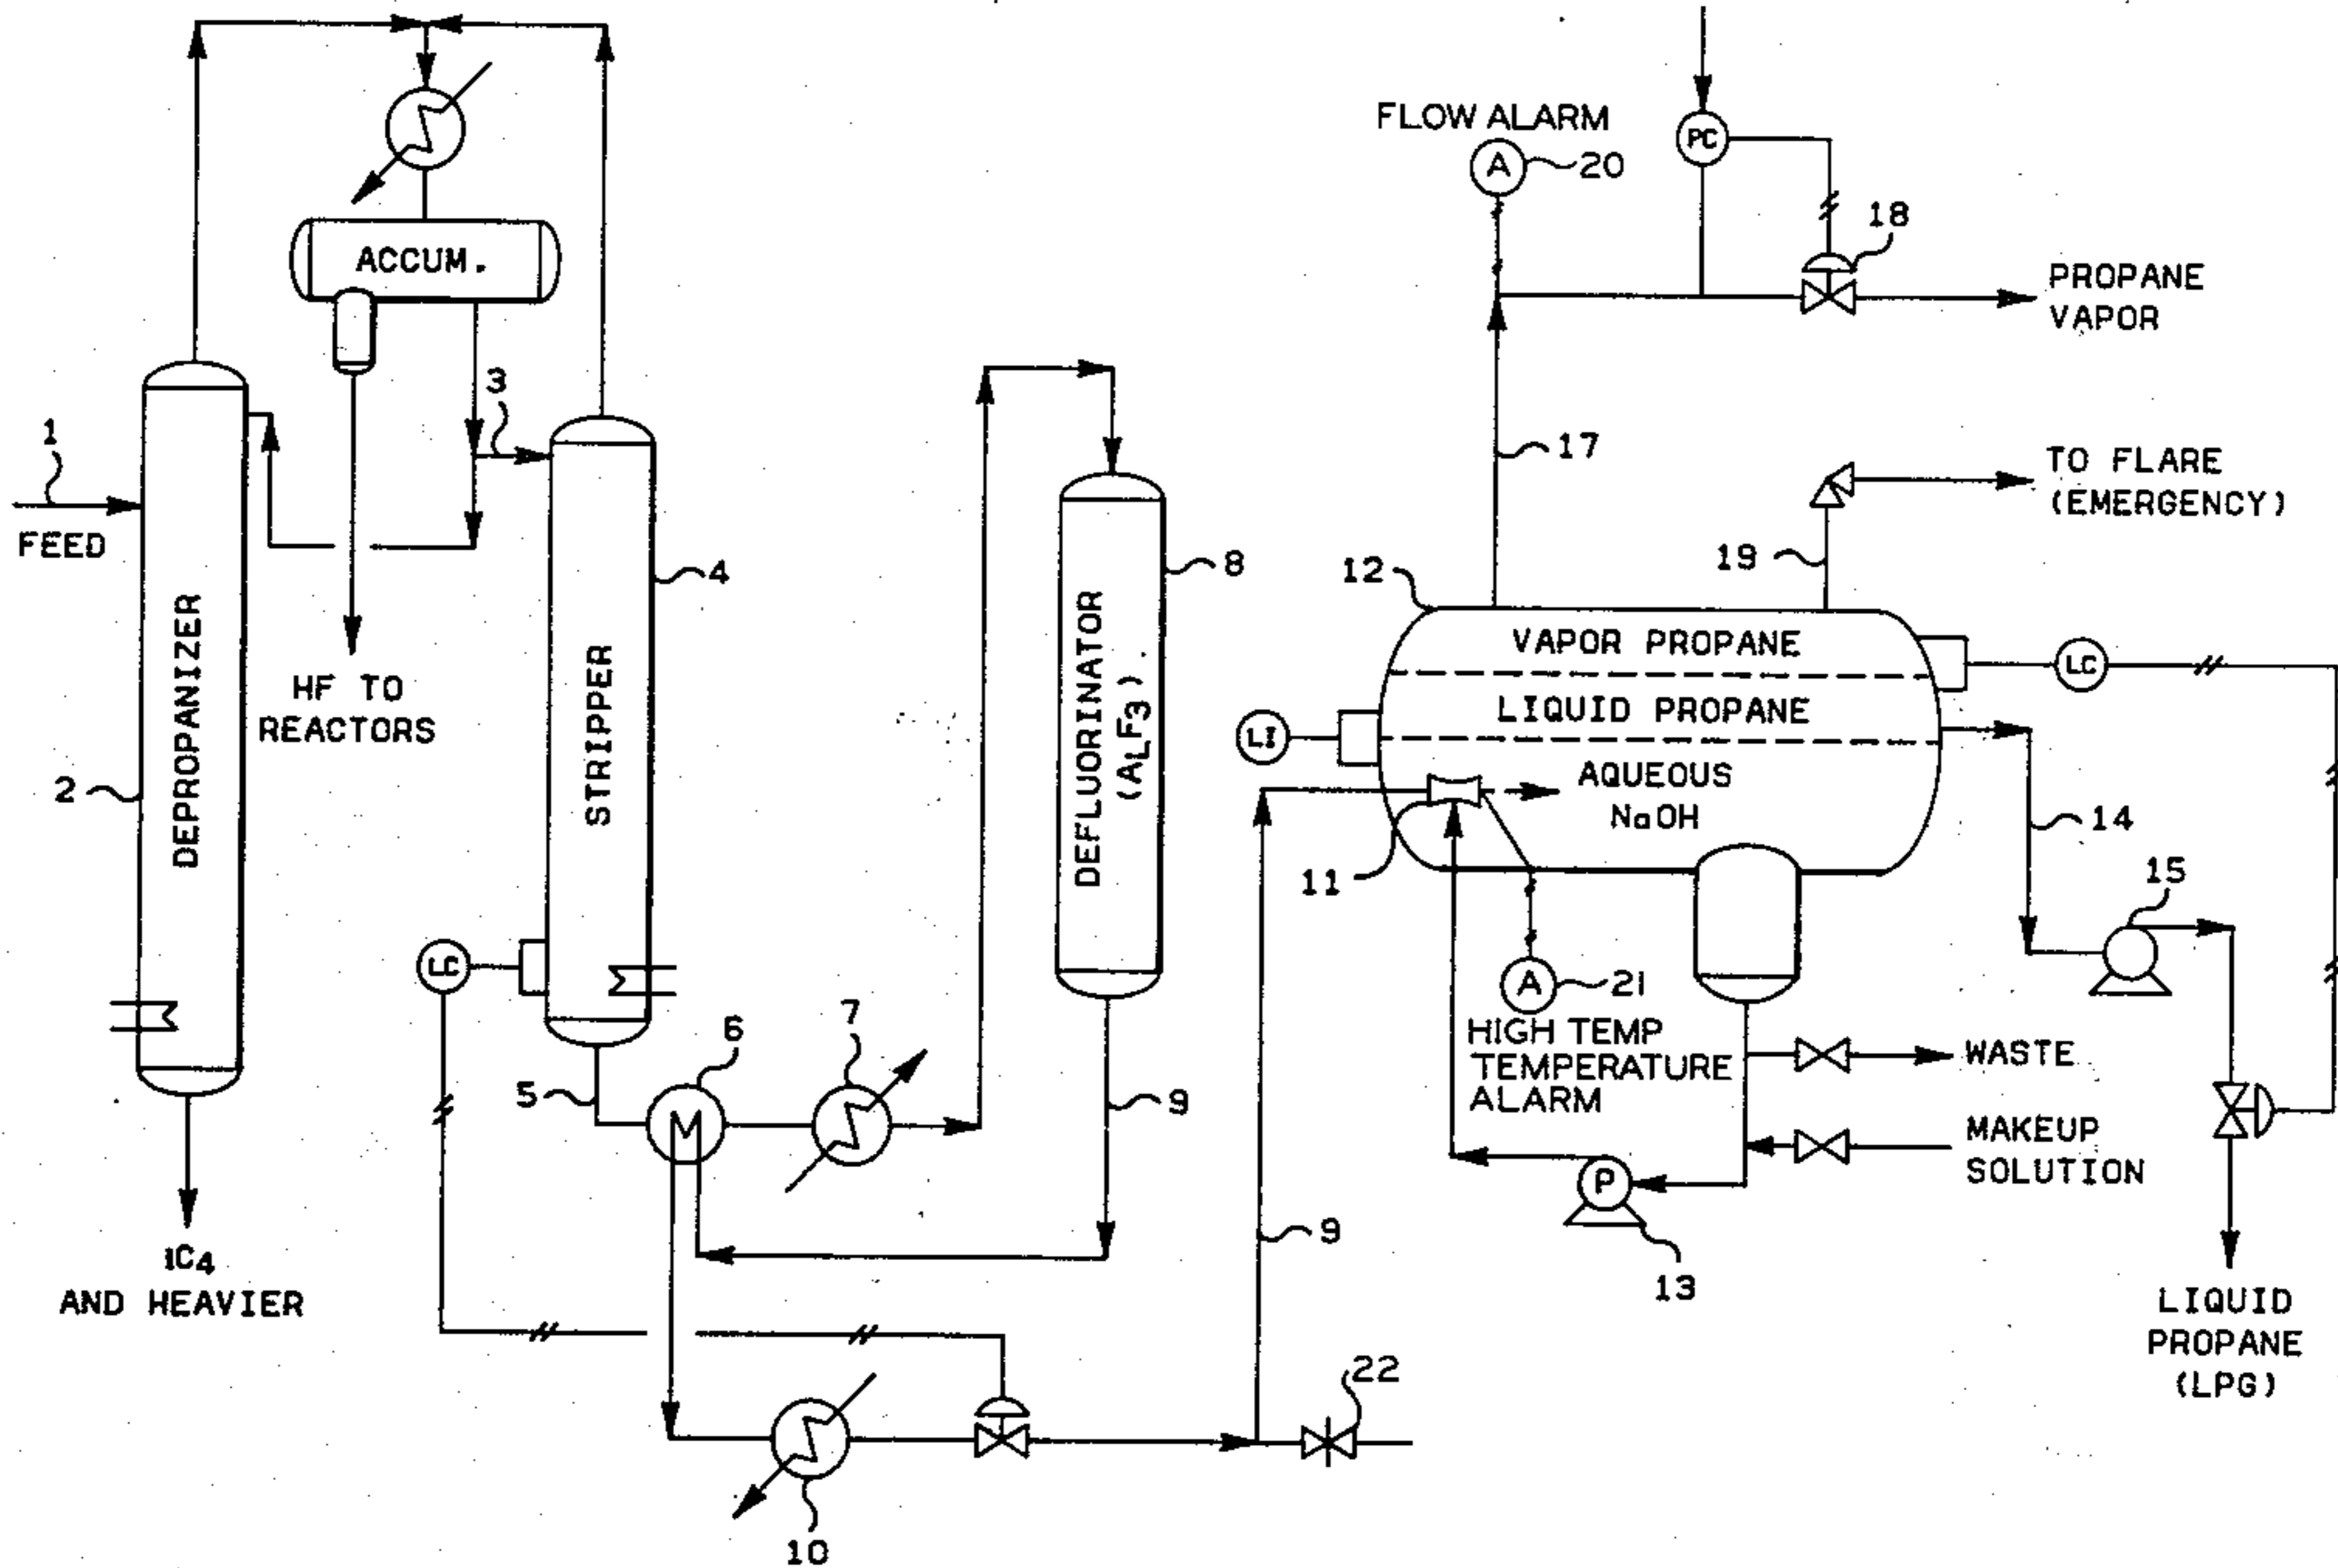 FLOW ALARM
A
20
PC
18
ACCUM.
PROPANE
VAPOR
3
1
FEED
17
TO FLARE
(EMERGENCY)
19
4
8
12
DEPROPANIZER
HF TO
REACTORS
STRIPPER
DEFLUORINATOR
(ALF3)
VAPOR PROPANE
LC
LIQUID PROPANE
LI
AQUEOUS
NaOH
2
14
11
15
LC
A
21
HIGH TEMP
TEMPERATURE
ALARM
7
6
5
9
WASTE
MAKEUP
SOLUTION
P
13
9
IC4
AND HEAVIER
LIQUID
PROPANE
(LPG)
22
10